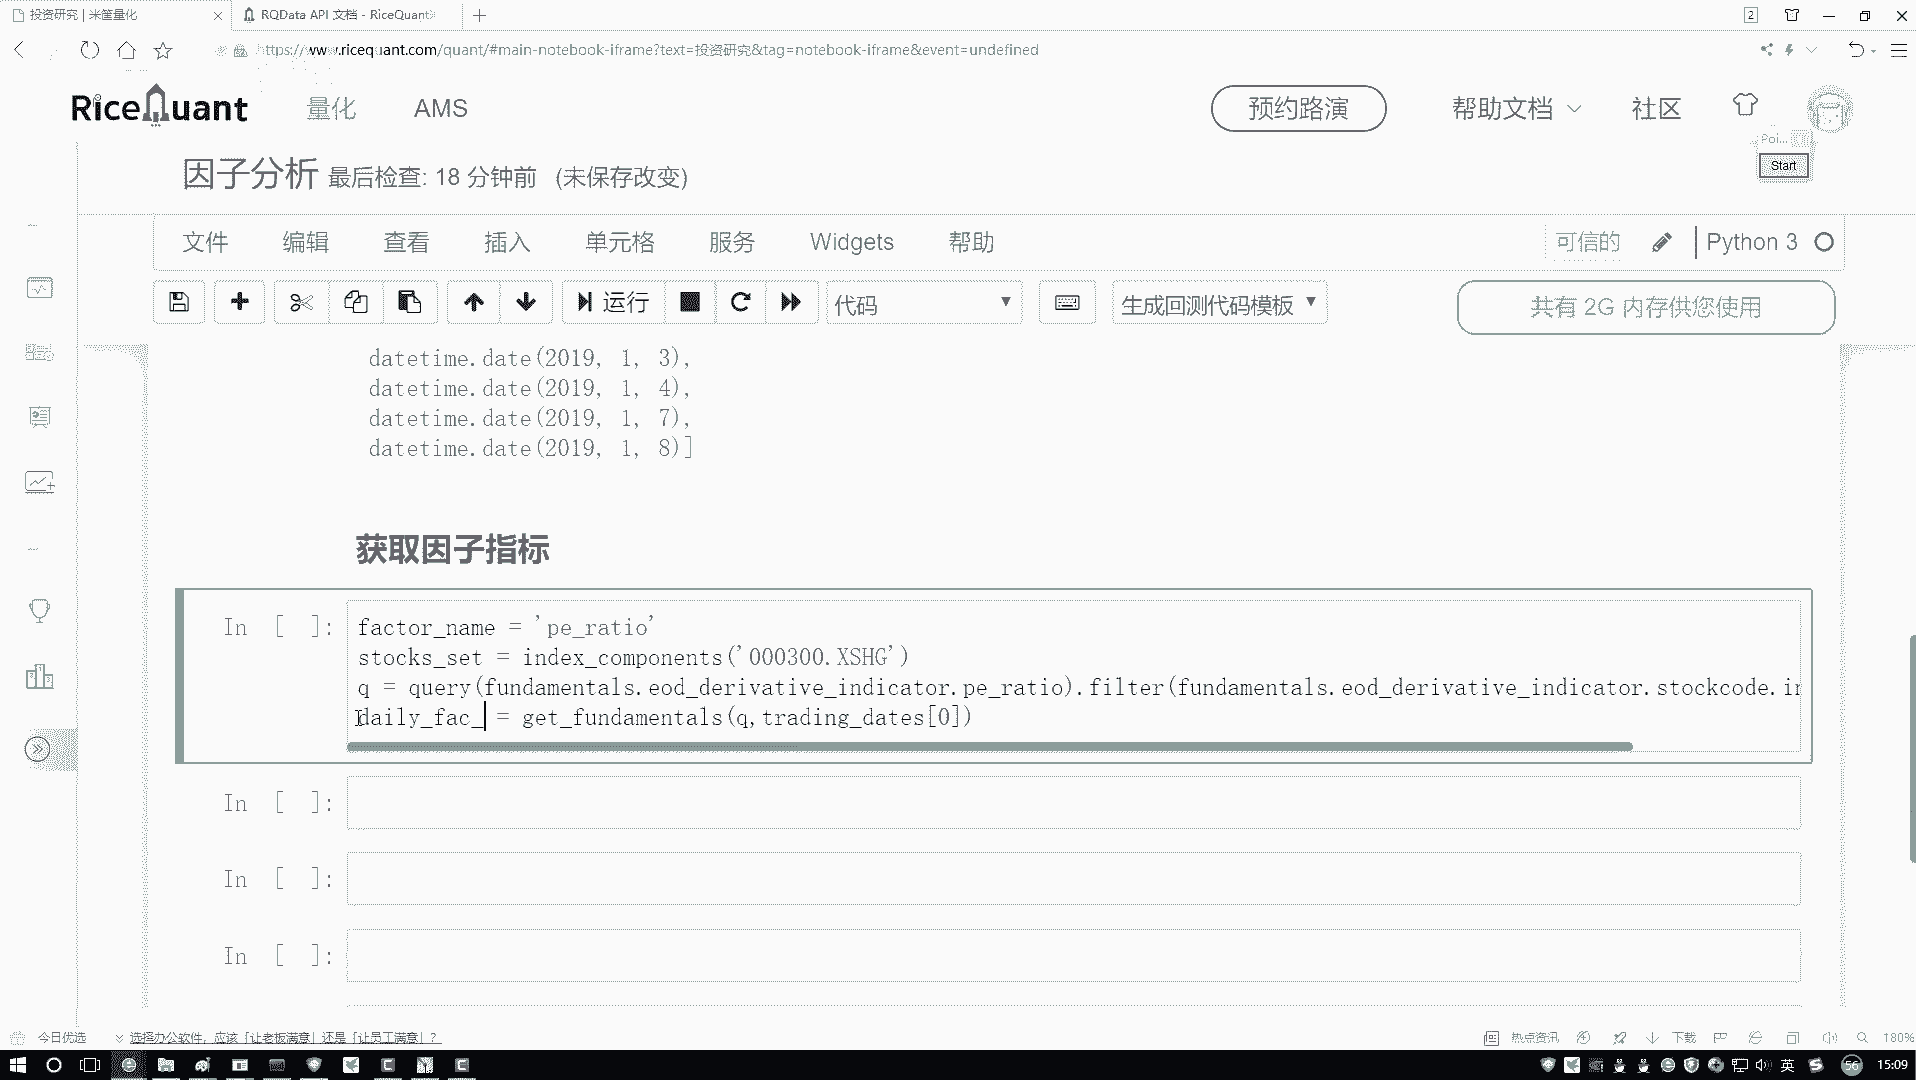 投资研究 | 米筐量化
RQData API 文档 - RiceQuant
2
https://www.ricequant.com/quant/#main-notebook-iframe?text=投资研究&tag=notebook-iframe&event=undefined
RiceQuant
量化
AMS
预约路演
帮助文档
社区
Poi...
Start
因子分析 最后检查: 18 分钟前 (未保存改变)
文件
编辑
查看
插入
单元格
服务
Widgets
帮助
可信的
Python 3
运行
代码
生成回测代码模板
共有 2G 内存供您使用
datetime.date(2019, 1, 3),
datetime.date(2019, 1, 4),
datetime.date(2019, 1, 7),
datetime.date(2019, 1, 8)]
获取因子指标
In [ ]:
factor_name = 'pe_ratio'
stocks_set = index_components('000300.XSHG')
q = query(fundamentals.eod_derivative_indicator.pe_ratio).filter(fundamentals.eod_derivative_indicator.stockcode.in
daily_fac_ = get_fundamentals(q,trading_dates[0])
In [ ]:
In [ ]:
In [ ]:
今日优选
选择办公软件，应该「让老板满意」还是「让员工满意」？
热点资讯
下载
180%
英
56
15:09